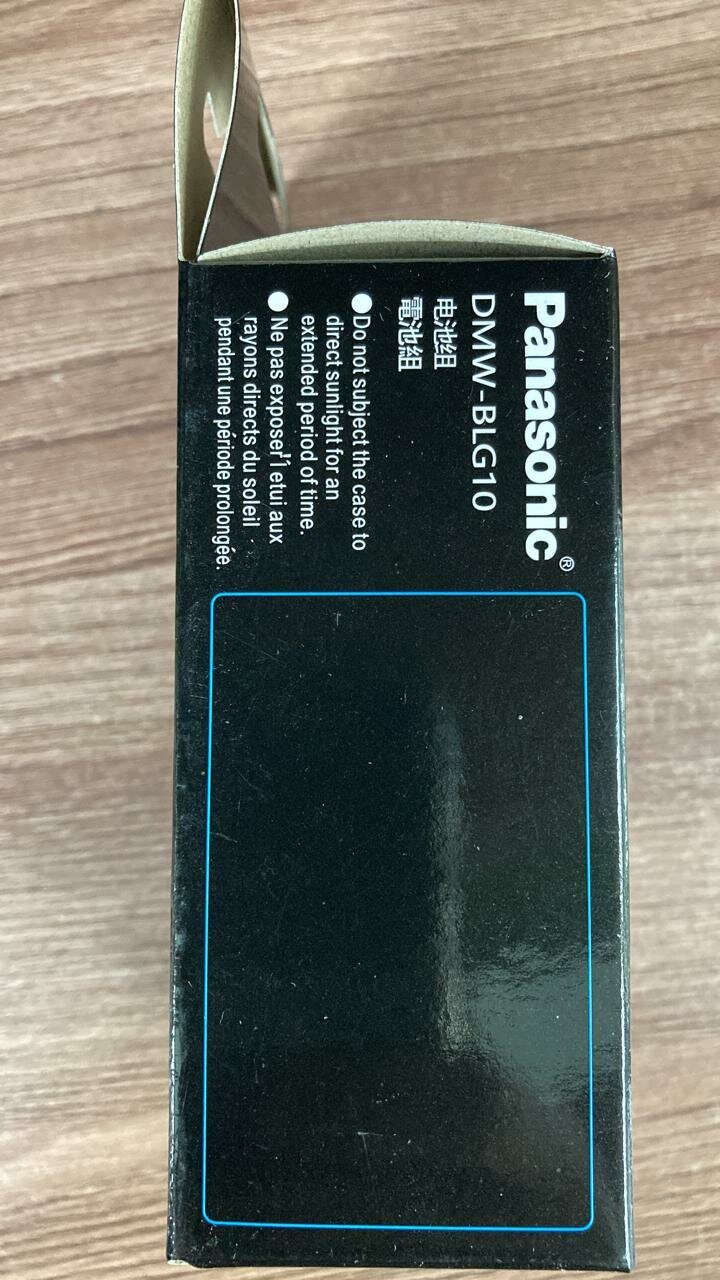 Panasonic®
DMW-BLG10
电池组
電池組
●Do not subject the case to
direct sunlight for an
extended period of time.
●Ne pas exposer l'etui aux
rayons directs du soleil
pendant une période prolongée.